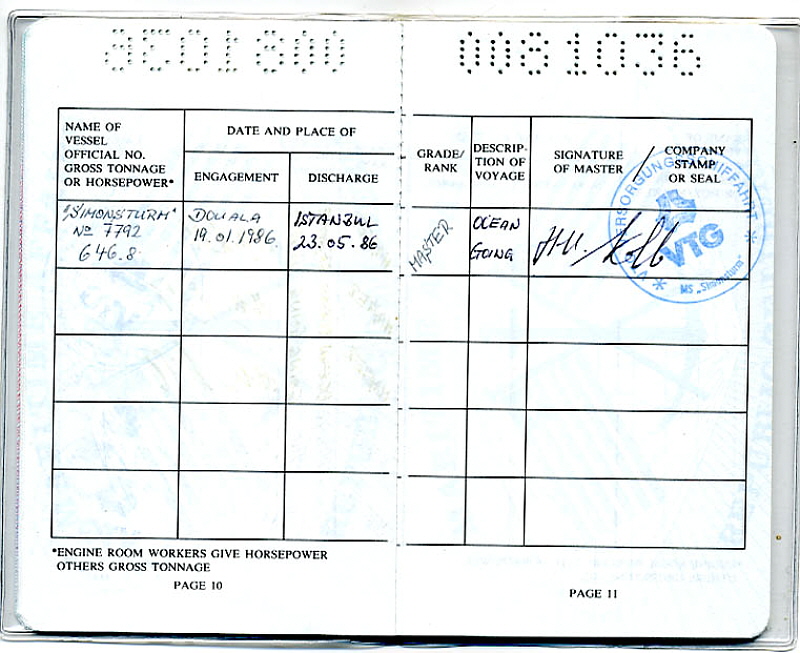 0081036
NAME OF
VESSEL
OFFICIAL NO.
GROSS TONNAGE
OR HORSEPOWER*
DATE AND PLACE OF
ENGAGEMENT
DISCHARGE
GRADE/
RANK
DESCRIP-
TION OF
VOYAGE
SIGNATURE
OF MASTER
/
COMPANY
STAMP
OR SEAL
"SIMONSTURM"
No 7792
646.8
DOUALA
19.01.1986.
ISTANBUL
23.05.86
MASTER
OCEAN
GOING
VTG
MS „Simonsturm"
*ENGINE ROOM WORKERS GIVE HORSEPOWER
OTHERS GROSS TONNAGE
PAGE 10
PAGE 11